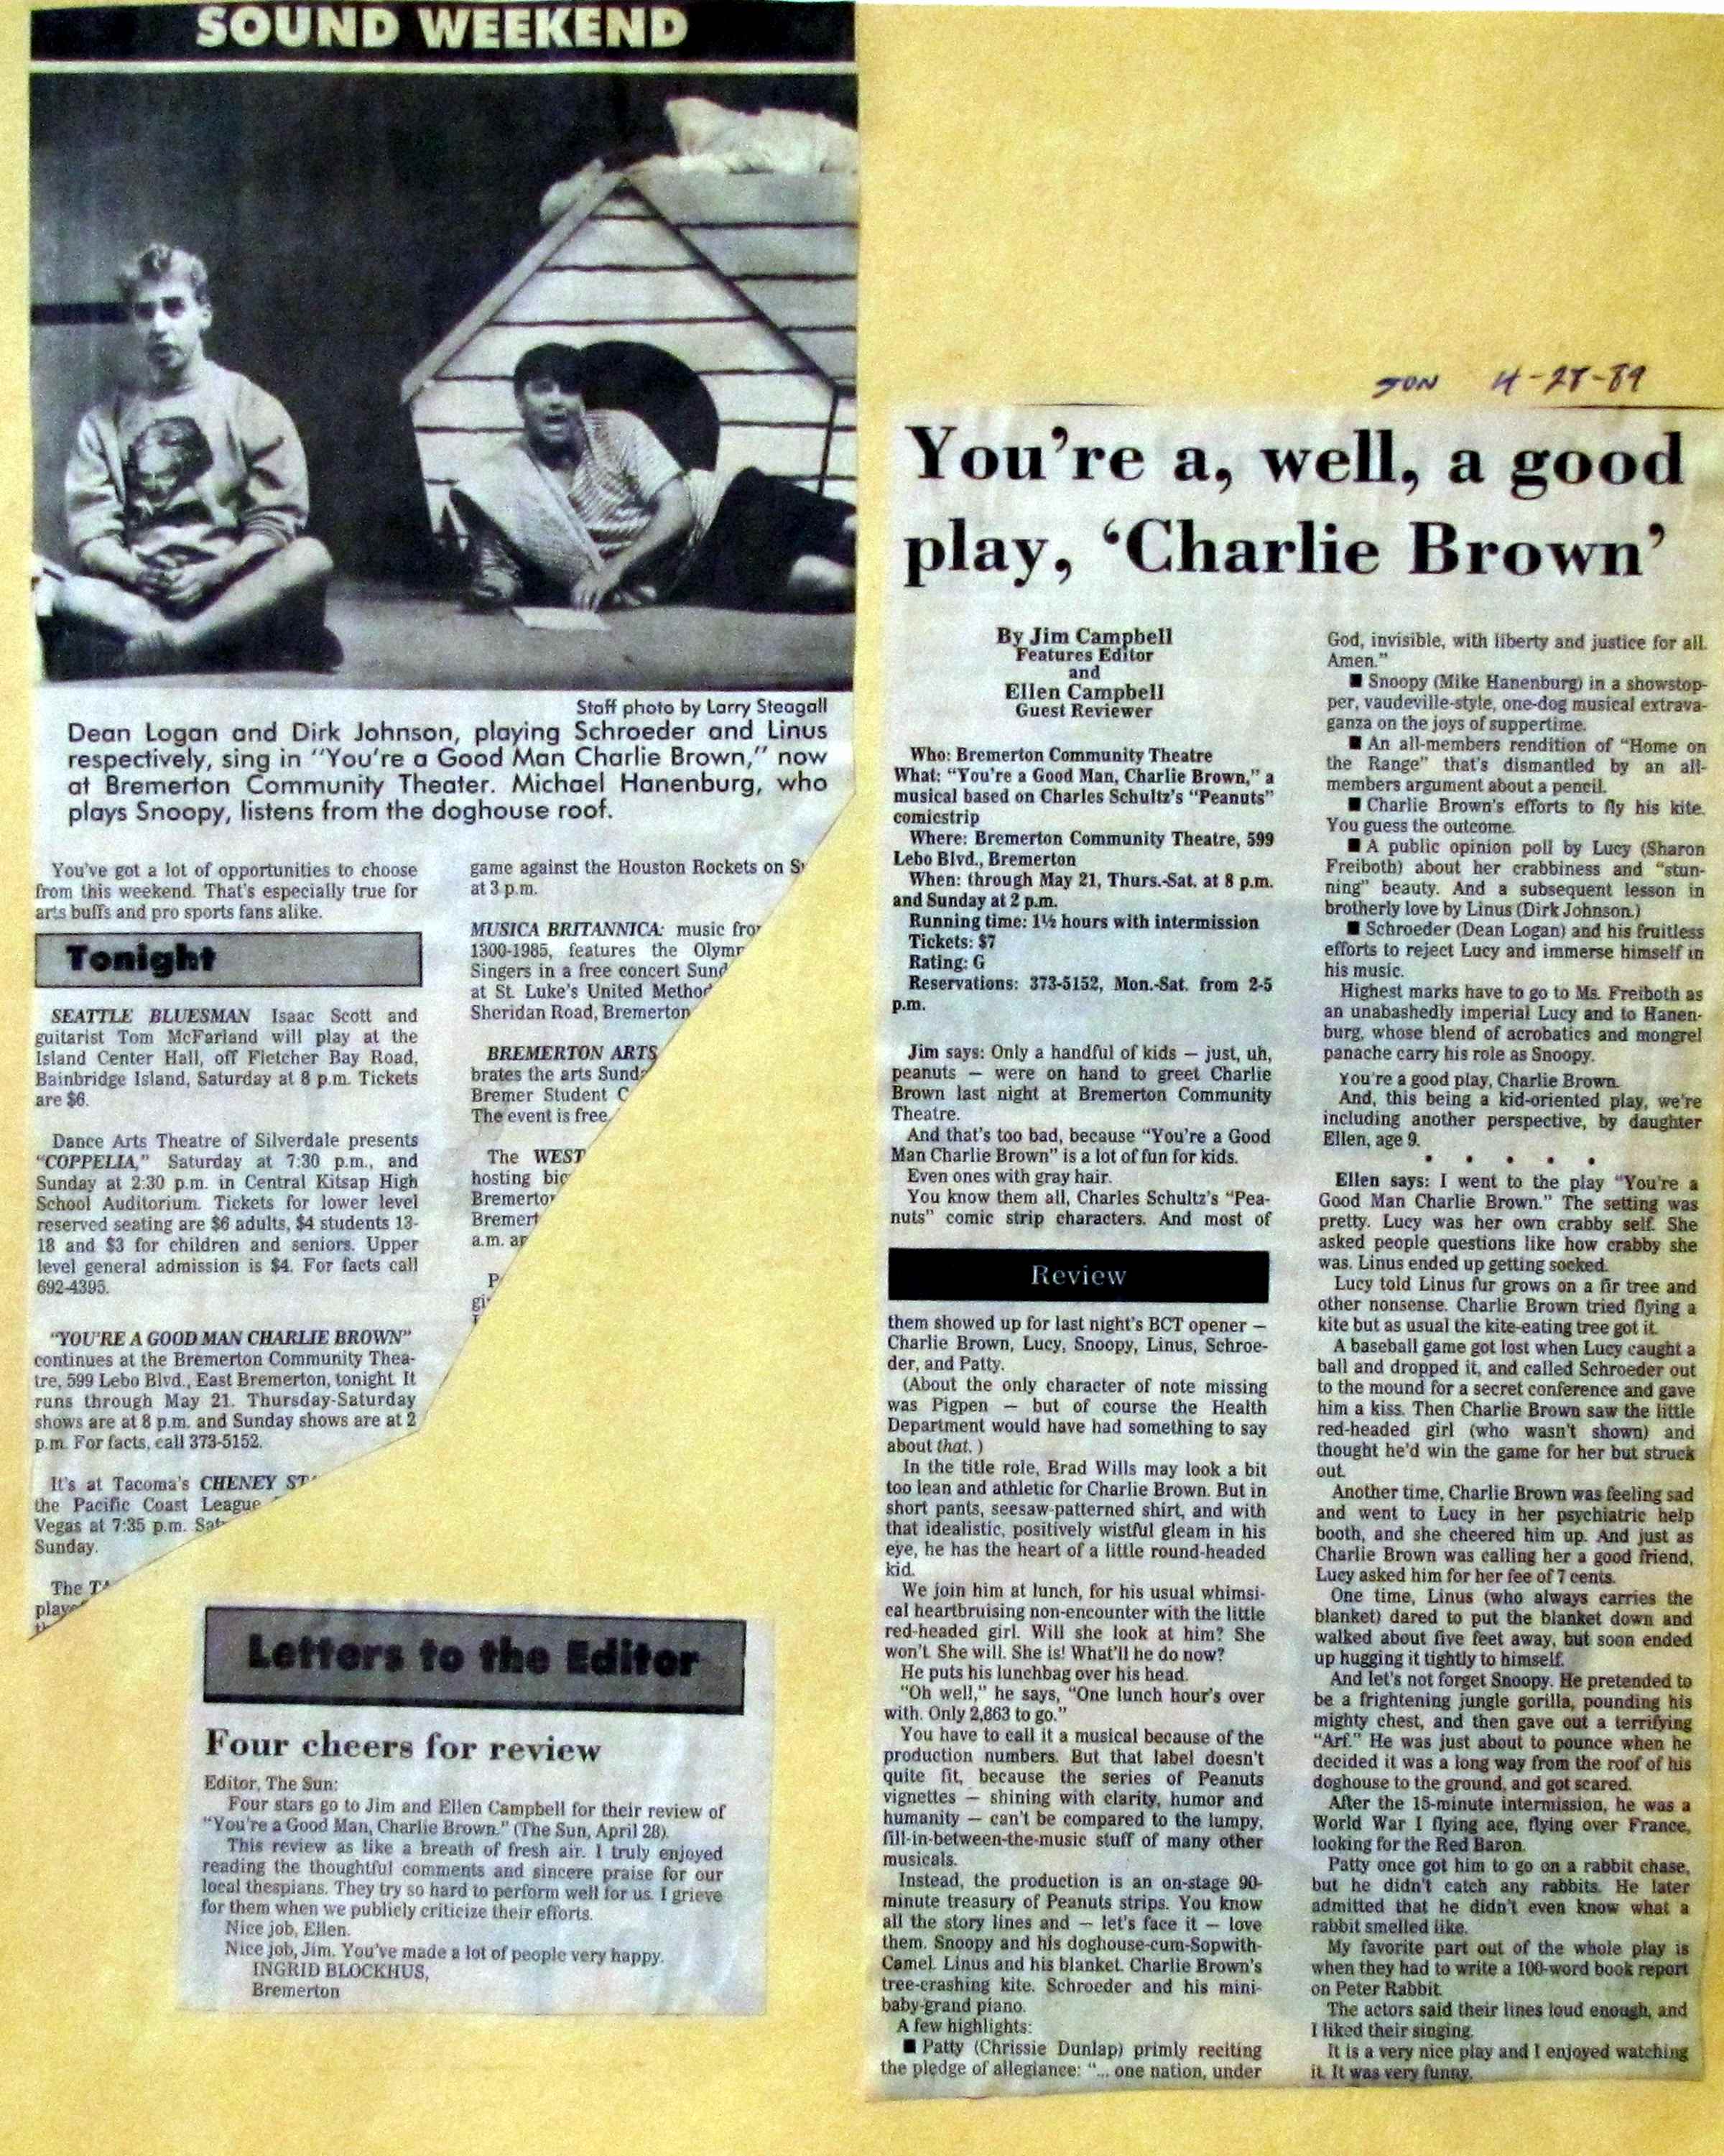 SOUND WEEKEND
Staff photo by Larry Steagall
Dean Logan and Dirk Johnson, playing Schroeder and Linus
respectively, sing in "You're a Good Man Charlie Brown," now
at Bremerton Community Theater. Michael Hanenburg, who
plays Snoopy, listens from the doghouse roof.
You've got a lot of opportunities to choose
from this weekend. That's especially true for
arts buffs and pro sports fans alike.
Tonight
SEATTLE BLUESMAN Isaac Scott and
guitarist Tom McFarland will play at the
Island Center Hall, off Fletcher Bay Road,
Bainbridge Island, Saturday at 8 p.m. Tickets
are $6.
Dance Arts Theatre of Silverdale presents
"COPPELIA," Saturday at 7:30 p.m., and
Sunday at 2:30 p.m. in Central Kitsap High
School Auditorium. Tickets for lower level
reserved seating are $6 adults, $4 students 13-
18 and $3 for children and seniors. Upper
level general admission is $4. For facts call
692-4395.
"YOU'RE A GOOD MAN CHARLIE BROWN"
continues at the Bremerton Community Thea-
tre, 599 Lebo Blvd., East Bremerton, tonight. It
runs through May 21. Thursday-Saturday
shows are at 8 p.m. and Sunday shows are at 2
p.m. For facts, call 373-5152.
It's at Tacoma's CHENEY
the Pacific Coast League
Vegas at 7:35 p.m.
Sunday.
The
game against the Houston Rockets on
at 3 p.m.
MUSICA BRITANNICA: music
1300-1985, features the
Singers in a free concert
at St. Luke's United
Sheridan Road, Bremerton
BREMERTON ARTS
brates the arts
Bremer Student
The event is free.
The WEST
hosting
a.m.
Letters to the Editor
Four cheers for review
Editor, The Sun:
Four stars go to Jim and Ellen Campbell for their review of
"You're a Good Man, Charlie Brown." (The Sun, April 28).
This review as like a breath of fresh air. I truly enjoyed
reading the thoughtful comments and sincere praise for our
local thespians. They try so hard to perform well for us. I grieve
for them when we publicly criticize their efforts.
Nice job, Ellen.
Nice job, Jim. You've made a lot of people very happy.
INGRID BLOCKHUS,
Bremerton
SUN 4-28-89
You're a, well, a good
play, 'Charlie Brown'
By Jim Campbell
Features Editor
and
Ellen Campbell
Guest Reviewer
Who: Bremerton Community Theatre
What: "You're a Good Man, Charlie Brown," a
musical based on Charles Schultz's "Peanuts"
comicstrip
Where: Bremerton Community Theatre, 599
Lebo Blvd., Bremerton
When: through May 21, Thurs.-Sat. at 8 p.m.
and Sunday at 2 p.m.
Running time: 1½ hours with intermission
Tickets: $7
Rating: G
Reservations: 373-5152, Mon.-Sat. from 2-5
p.m.
Jim says: Only a handful of kids — just, uh,
peanuts — were on hand to greet Charlie
Brown last night at Bremerton Community
Theatre.
And that's too bad, because "You're a Good
Man Charlie Brown" is a lot of fun for kids.
Even ones with gray hair.
You know them all, Charles Schultz's "Pea-
nuts" comic strip characters. And most of
Review
them showed up for last night's BCT opener —
Charlie Brown, Lucy, Snoopy, Linus, Schroe-
der, and Patty.
(About the only character of note missing
was Pigpen — but of course the Health
Department would have had something to say
about that.)
In the title role, Brad Wills may look a bit
too lean and athletic for Charlie Brown. But in
short pants, seesaw-patterned shirt, and with
that idealistic, positively wistful gleam in his
eye, he has the heart of a little round-headed
kid.
We join him at lunch, for his usual whimsi-
cal heartbruising non-encounter with the little
red-headed girl. Will she look at him? She
won't. She will. She is! What'll he do now?
He puts his lunchbag over his head.
"Oh well," he says, "One lunch hour's over
with. Only 2,863 to go."
You have to call it a musical because of the
production numbers. But that label doesn't
quite fit, because the series of Peanuts
vignettes — shining with clarity, humor and
humanity — can't be compared to the lumpy,
fill-in-between-the-music stuff of many other
musicals.
Instead, the production is an on-stage 90-
minute treasury of Peanuts strips. You know
all the story lines and — let's face it — love
them. Snoopy and his doghouse-cum-Sopwith-
Camel. Linus and his blanket. Charlie Brown's
tree-crashing kite. Schroeder and his mini-
baby-grand piano.
A few highlights:
■ Patty (Chrissie Dunlap) primly reciting
the pledge of allegiance: "... one nation, under
God, invisible, with liberty and justice for all.
Amen."
■ Snoopy (Mike Hanenburg) in a showstop-
per, vaudeville-style, one-dog musical extrava-
ganza on the joys of suppertime.
■ An all-members rendition of "Home on
the Range" that's dismantled by an all-
members argument about a pencil.
■ Charlie Brown's efforts to fly his kite.
You guess the outcome.
■ A public opinion poll by Lucy (Sharon
Freiboth) about her crabbiness and "stun-
ning" beauty. And a subsequent lesson in
brotherly love by Linus (Dirk Johnson.)
■ Schroeder (Dean Logan) and his fruitless
efforts to reject Lucy and immerse himself in
his music.
Highest marks have to go to Ms. Freiboth as
an unabashedly imperial Lucy and to Hanen-
burg, whose blend of acrobatics and mongrel
panache carry his role as Snoopy.
You're a good play, Charlie Brown.
And, this being a kid-oriented play, we're
including another perspective, by daughter
Ellen, age 9.
• • • • •
Ellen says: I went to the play "You're a
Good Man Charlie Brown." The setting was
pretty. Lucy was her own crabby self. She
asked people questions like how crabby she
was. Linus ended up getting socked.
Lucy told Linus fur grows on a fir tree and
other nonsense. Charlie Brown tried flying a
kite but as usual the kite-eating tree got it.
A baseball game got lost when Lucy caught a
ball and dropped it, and called Schroeder out
to the mound for a secret conference and gave
him a kiss. Then Charlie Brown saw the little
red-headed girl (who wasn't shown) and
thought he'd win the game for her but struck
out.
Another time, Charlie Brown was feeling sad
and went to Lucy in her psychiatric help
booth, and she cheered him up. And just as
Charlie Brown was calling her a good friend,
Lucy asked him for her fee of 7 cents.
One time, Linus (who always carries the
blanket) dared to put the blanket down and
walked about five feet away, but soon ended
up hugging it tightly to himself.
And let's not forget Snoopy. He pretended to
be a frightening jungle gorilla, pounding his
mighty chest, and then gave out a terrifying
"Arf." He was just about to pounce when he
decided it was a long way from the roof of his
doghouse to the ground, and got scared.
After the 15-minute intermission, he was a
World War I flying ace, flying over France,
looking for the Red Baron.
Patty once got him to go on a rabbit chase,
but he didn't catch any rabbits. He later
admitted that he didn't even know what a
rabbit smelled like.
My favorite part out of the whole play is
when they had to write a 100-word book report
on Peter Rabbit.
The actors said their lines loud enough, and
I liked their singing.
It is a very nice play and I enjoyed watching
it. It was very funny.